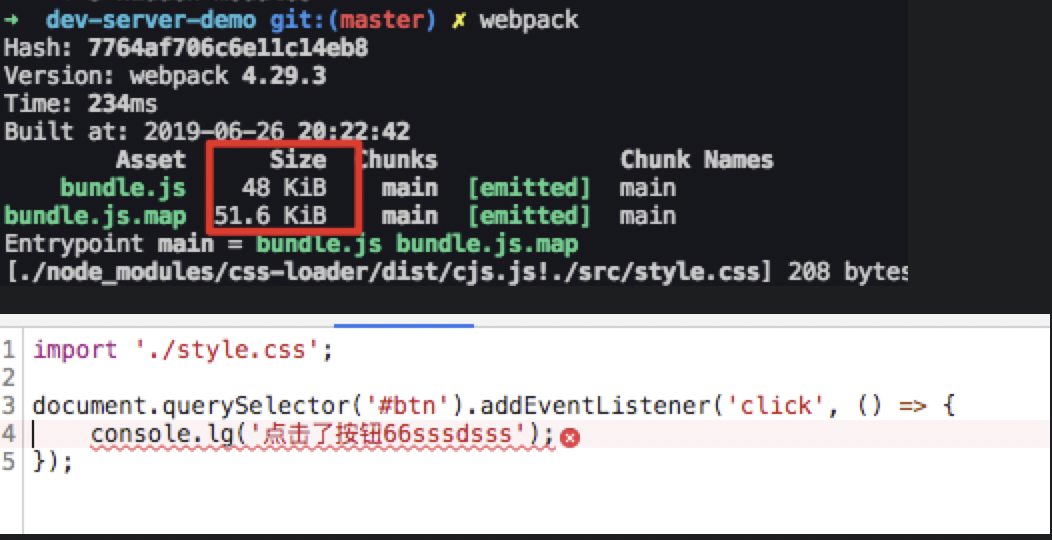 ➜ dev-server-demo git:(master) ✗ webpack
Hash: 7764af706c6e11c14eb8
Version: webpack 4.29.3
Time: 234ms
Built at: 2019-06-26 20:22:42
Asset Size Chunks Chunk Names
bundle.js 48 KiB main [emitted] main
bundle.js.map 51.6 KiB main [emitted] main
Entrypoint main = bundle.js bundle.js.map
[./node_modules/css-loader/dist/cjs.js!./src/style.css] 208 bytes
1 import './style.css';
2
3 document.querySelector('#btn').addEventListener('click', () => {
4 console.lg('点击了按钮66sssdsss');
5 });